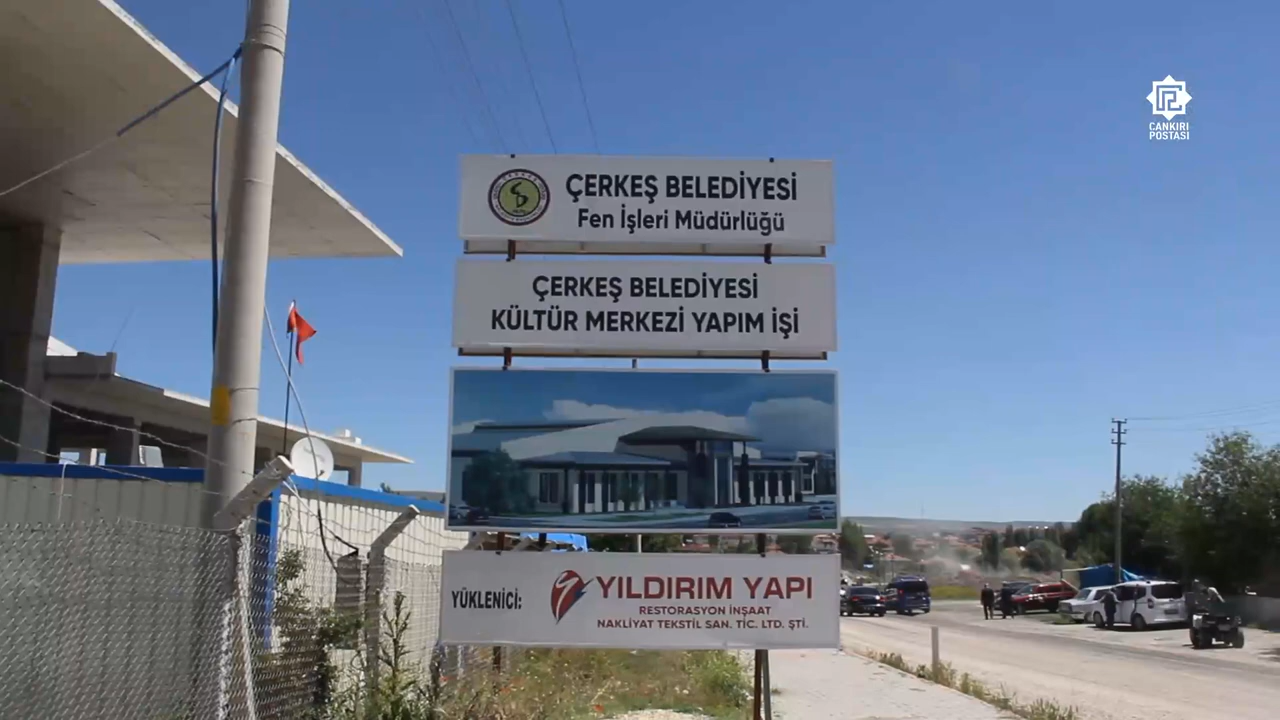 CANKIRI
POSTASI
ÇERKEŞ BELEDİYESİ
Fen İşleri Müdürlüğü
ÇERKEŞ BELEDİYESİ
KÜLTÜR MERKEZİ YAPIM İŞİ
YÜKLENİCİ:
YILDIRIM YAPI
RESTORASYON İNŞAAT
NAKLİYAT TEKSTİL SAN. TİC. LTD. ŞTİ.